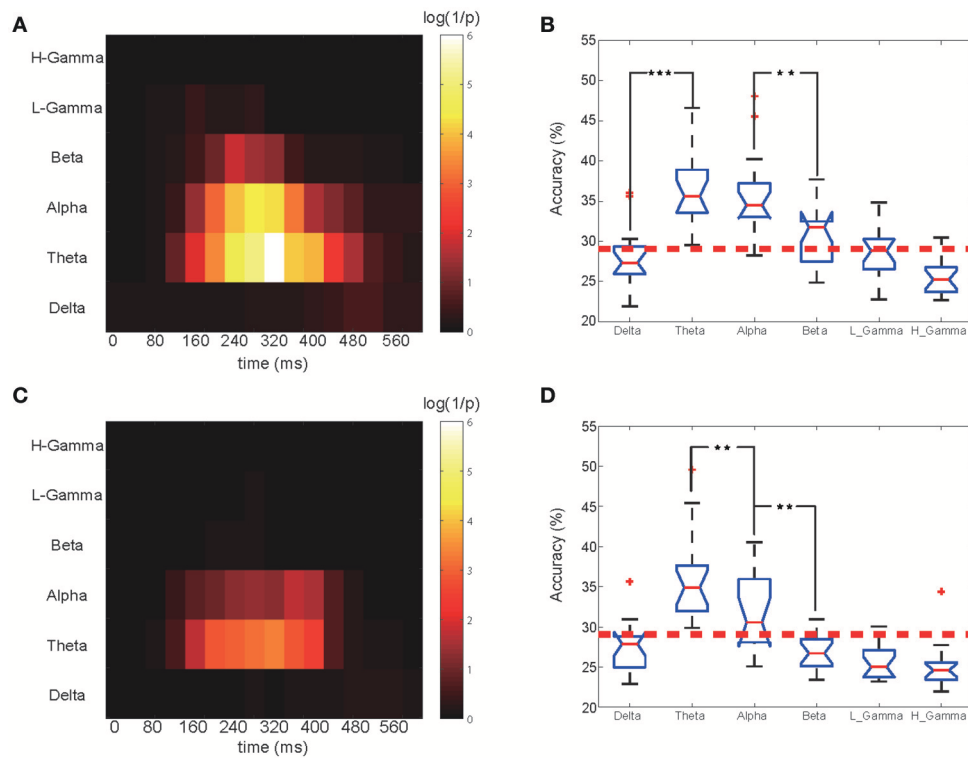 A
log(1/p)
H-Gamma
L-Gamma
Beta
Alpha
Theta
Delta
6
5
4
3
2
1
0
0 80 160 240 320 400 480 560
time (ms)
B
Accuracy (%)
55
50
45
40
35
30
25
20
***
**
Delta Theta Alpha Beta L_Gamma H_Gamma
C
log(1/p)
H-Gamma
L-Gamma
Beta
Alpha
Theta
Delta
6
5
4
3
2
1
0
0 80 160 240 320 400 480 560
time (ms)
D
Accuracy (%)
55
50
45
40
35
30
25
20
**
**
Delta Theta Alpha Beta L_Gamma H_Gamma